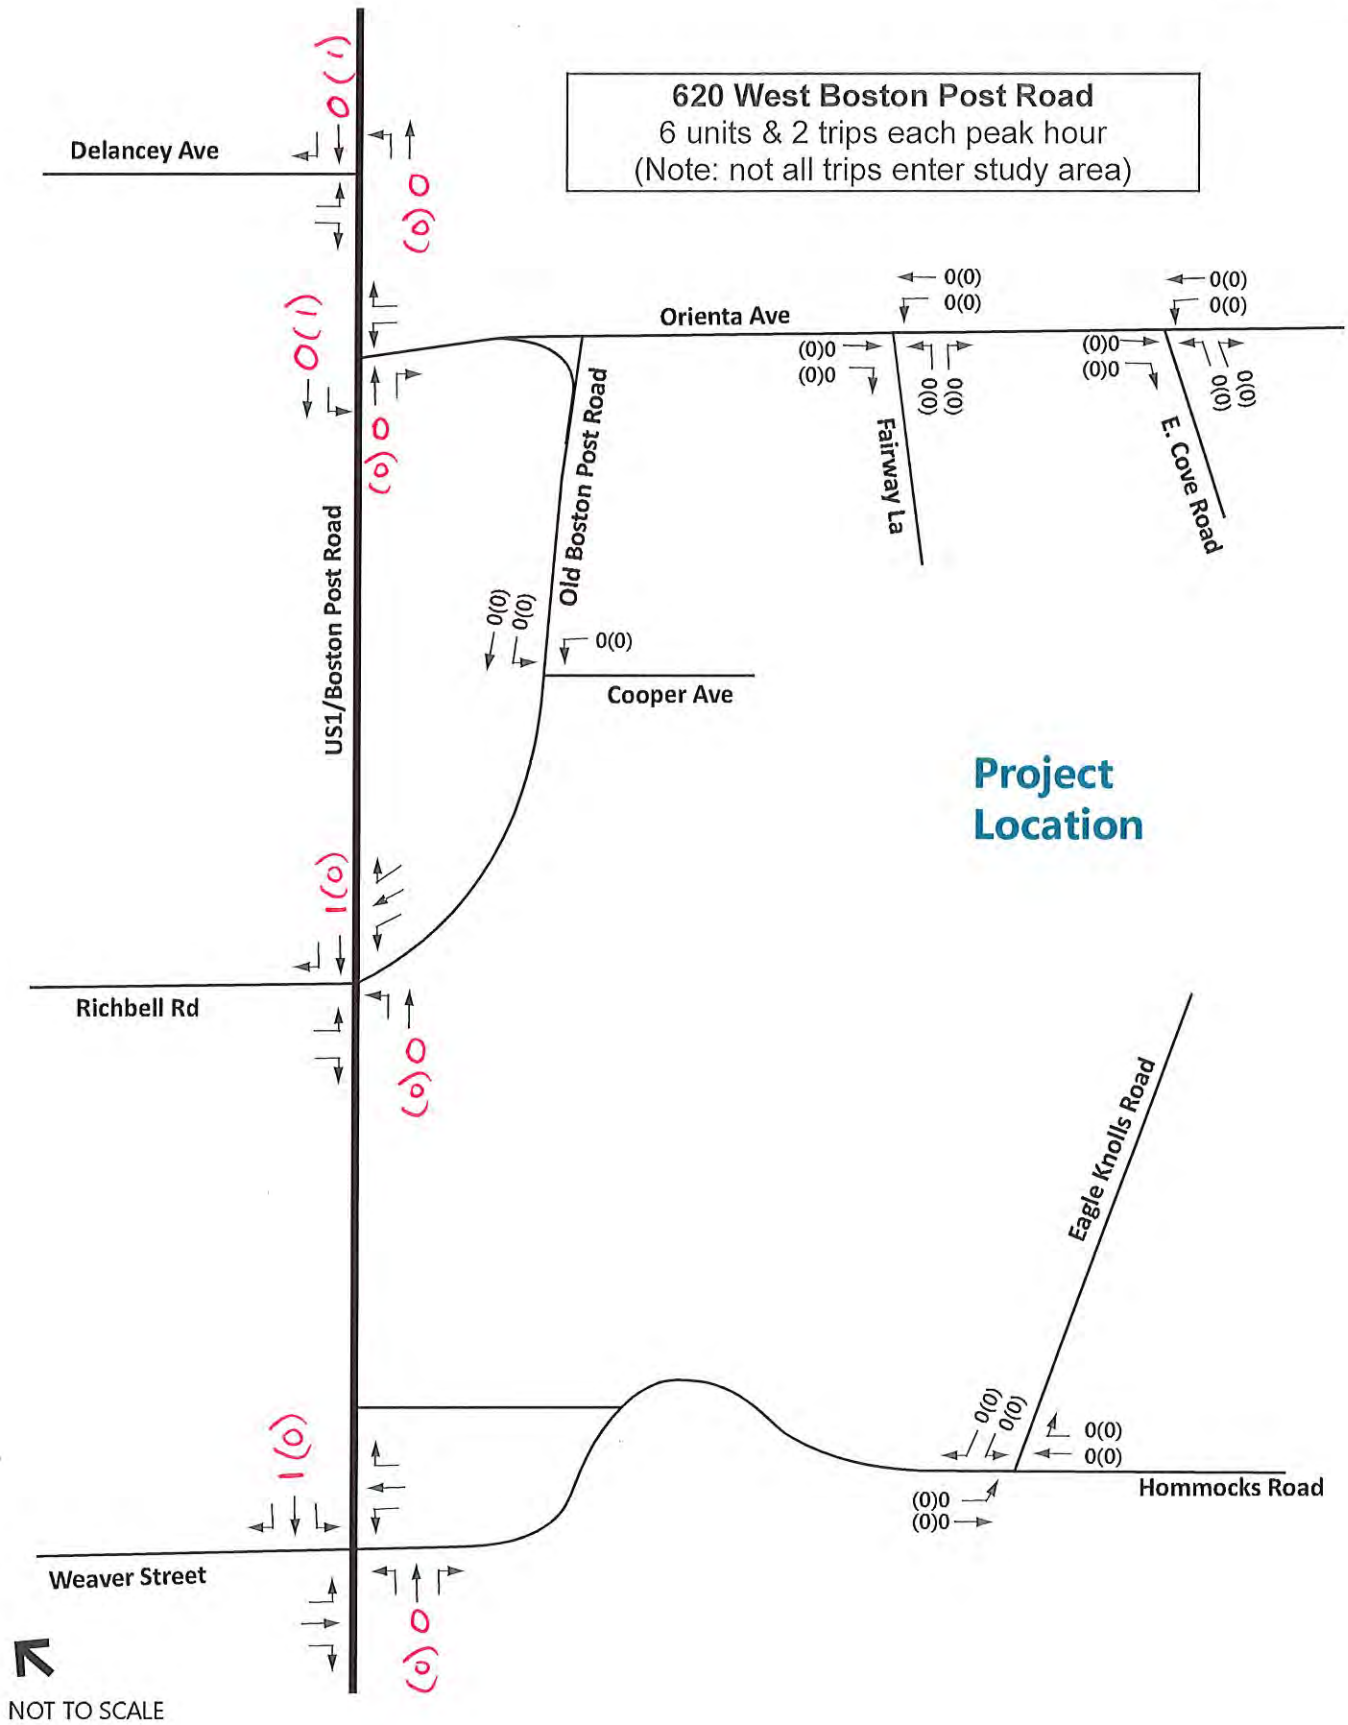 0(1)
620 West Boston Post Road
6 units & 2 trips each peak hour
(Note: not all trips enter study area)
Delancey Ave
(0)0
0(1)
Orienta Ave
0(0)
0(0)
0(0)
0(0)
(0)0
(0)0
(0)0
(0)0
(0)0
(0)0
0(0)
0(0)
(0)0
Fairway La
E. Cove Road
US1/Boston Post Road
Old Boston Post Road
0(0)
0(0)
0(0)
Cooper Ave
Project
Location
1(0)
Richbell Rd
(0)0
Eagle Knolls Road
1(0)
0(0)
0(0)
0(0)
0(0)
Hommocks Road
(0)0
(0)0
Weaver Street
(0)0
NOT TO SCALE